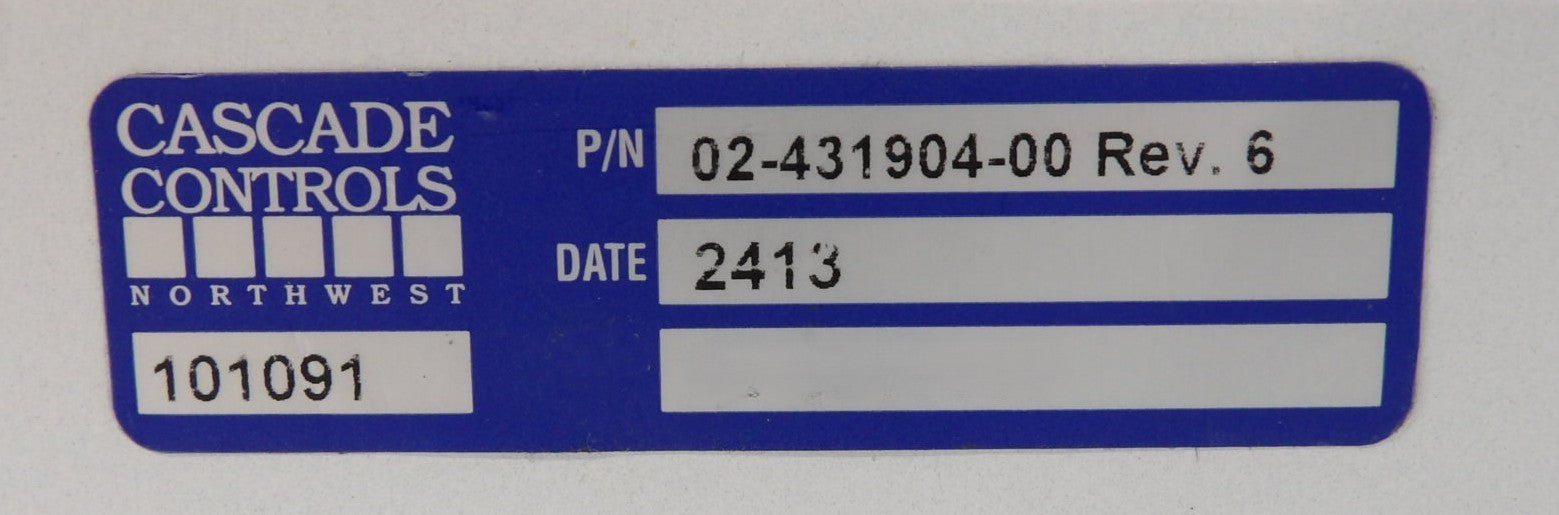 CASCADE
CONTROLS
NORTHWEST
101091
P/N 02-431904-00 Rev. 6
DATE 2413